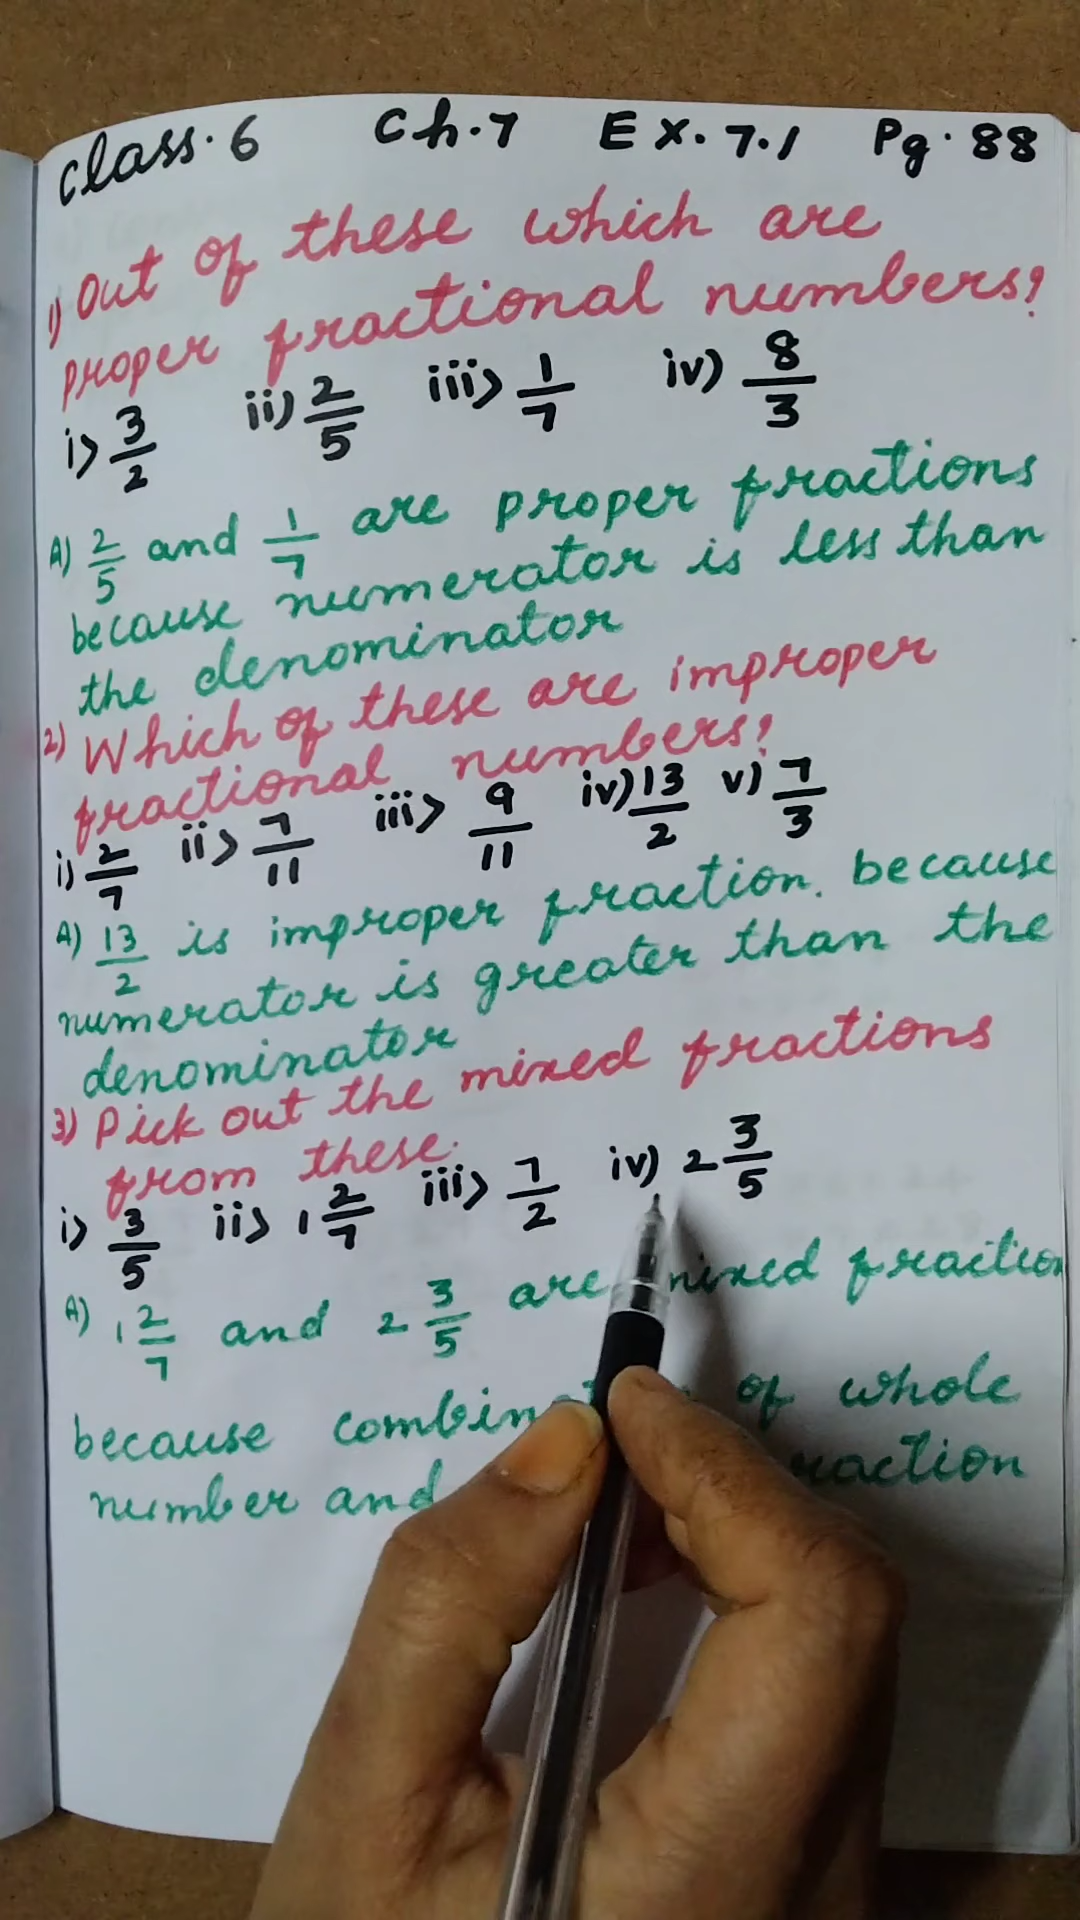 Class.6 Ch.7 Ex.7.1 Pg.88
1) Out of these which are
proper fractional numbers?
i> 3/2 ii) 2/5 iii> 1/7 iv) 8/3
A) 2/5 and 1/7 are proper fractions
because numerator is less than
the denominator
2) Which of these are improper
fractional numbers?
i) 2/7 ii> 7/11 iii> 9/11 iv) 13/2 v) 7/3
A) 13/2 is improper fraction. because
numerator is greater than the
denominator
3) Pick out the mixed fractions
from these.
i> 3/5 ii> 1 2/7 iii> 7/2 iv) 2 3/5
A) 1 2/7 and 2 3/5 are mixed fraction
because of whole
number and